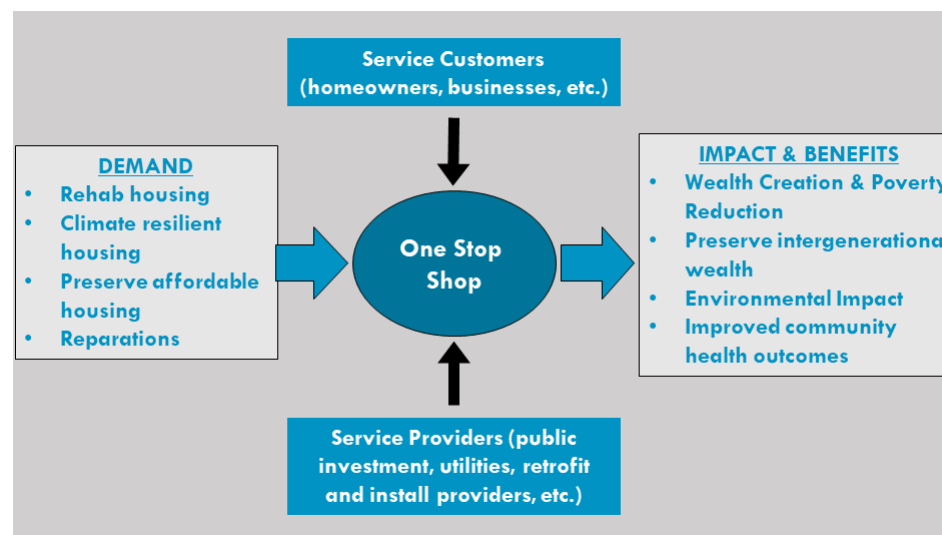 Service Customers
(homeowners, businesses, etc.)
DEMAND
• Rehab housing
• Climate resilient
housing
• Preserve affordable
housing
• Reparations
One Stop
Shop
IMPACT & BENEFITS
• Wealth Creation & Poverty
Reduction
• Preserve intergenerationa
wealth
• Environmental Impact
• Improved community
health outcomes
Service Providers (public
investment, utilities, retrofit
and install providers, etc.)